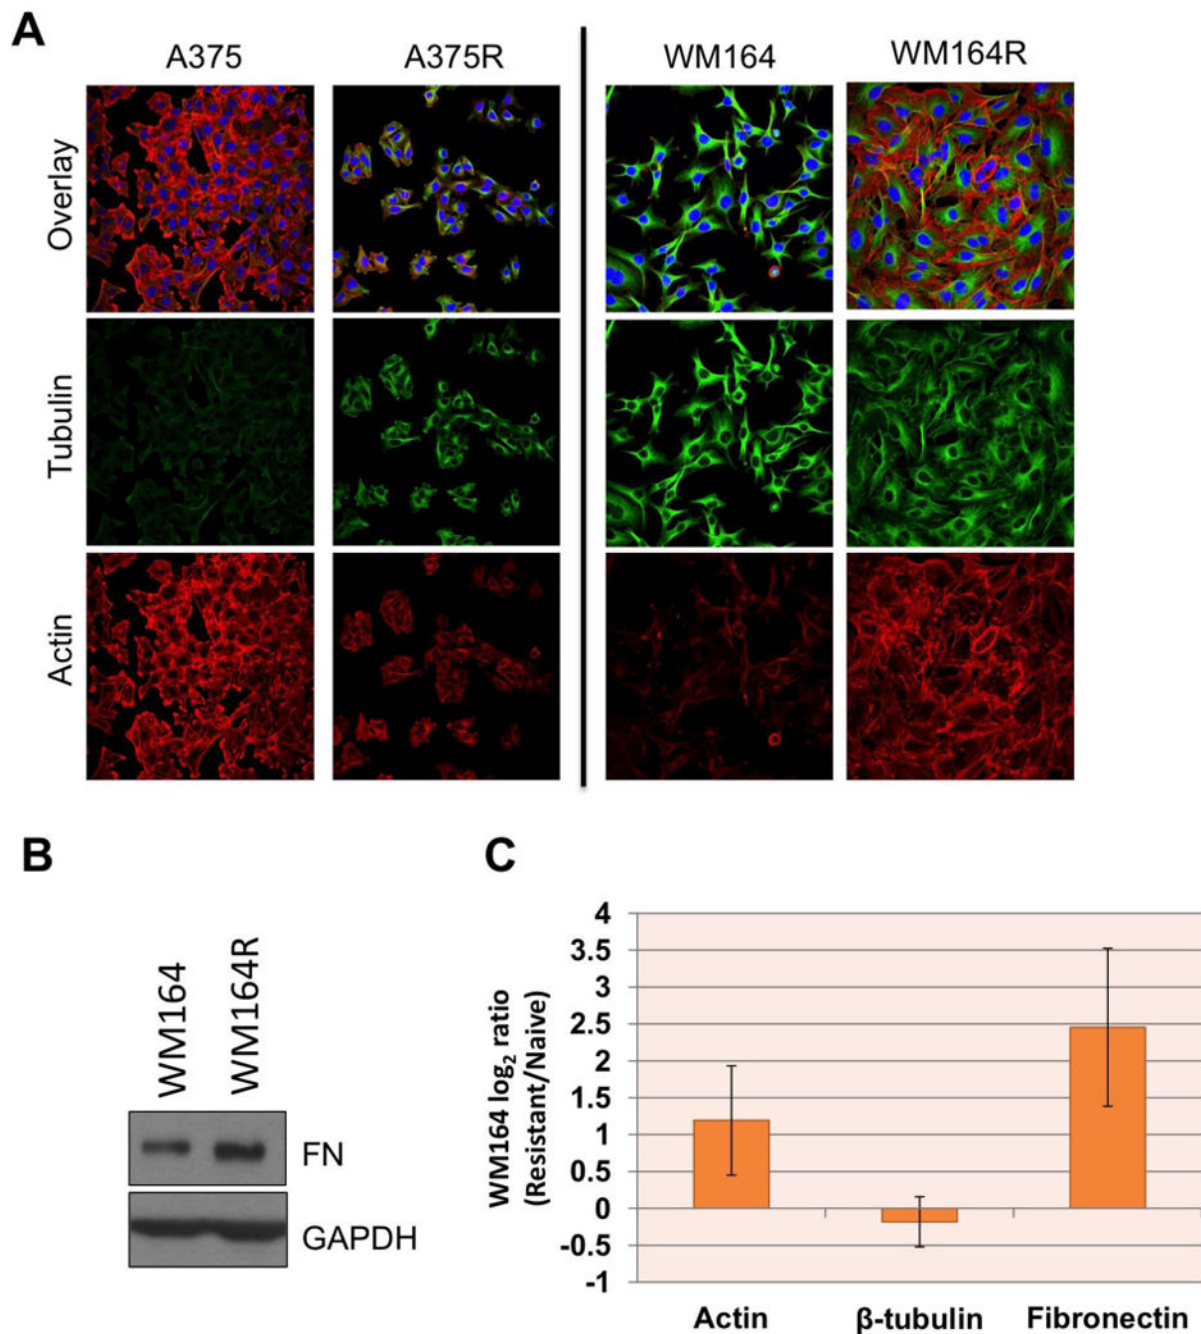 A
A375
A375R
WM164
WM164R
Overlay
Tubulin
Actin
B
WM164
WM164R
FN
GAPDH
C
WM164 log₂ ratio
(Resistant/Naive)
4
3.5
3
2.5
2
1.5
1
0.5
0
-0.5
-1
Actin
β-tubulin
Fibronectin